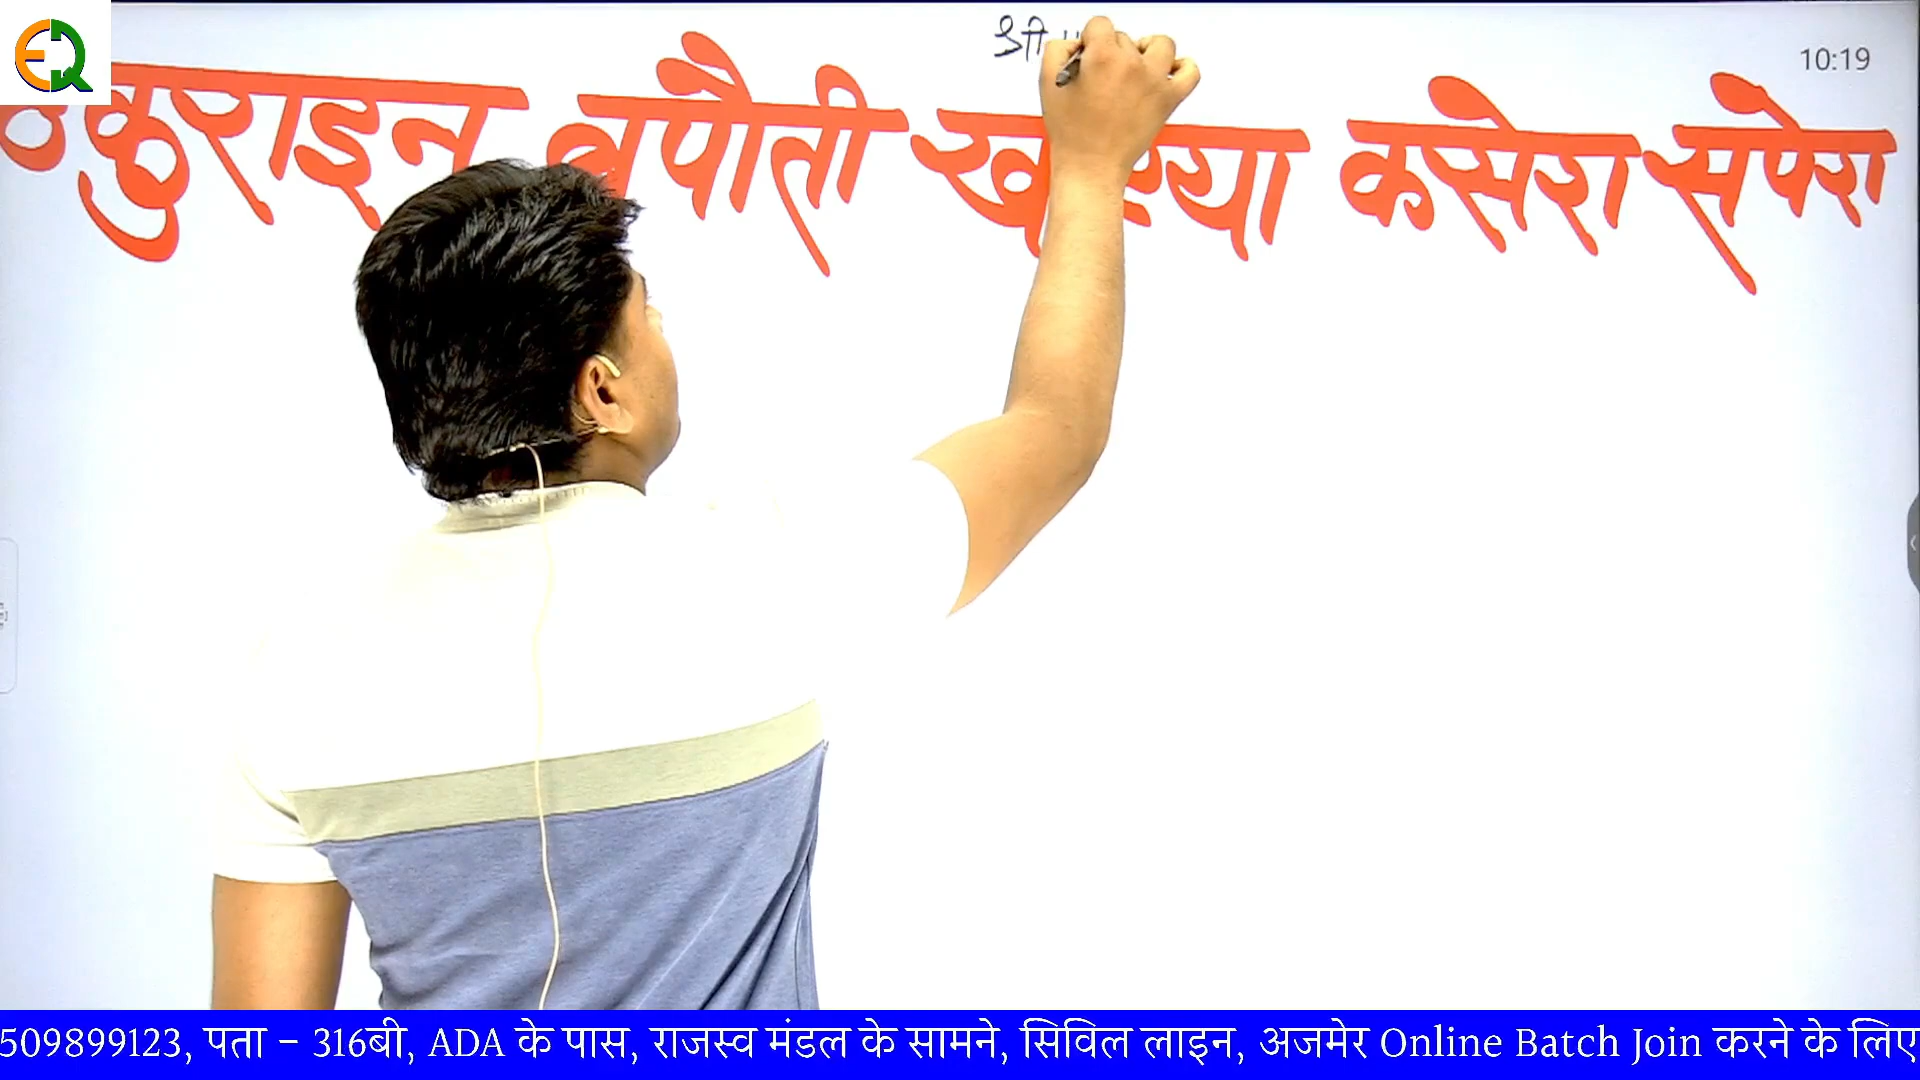 श्री
10:19
ठकुराइन बपौती कसेरा सपेरा
509899123, पता – 316बी, ADA के पास, राजस्व मंडल के सामने, सिविल लाइन, अजमेर Online Batch Join करने के लिए
EQ